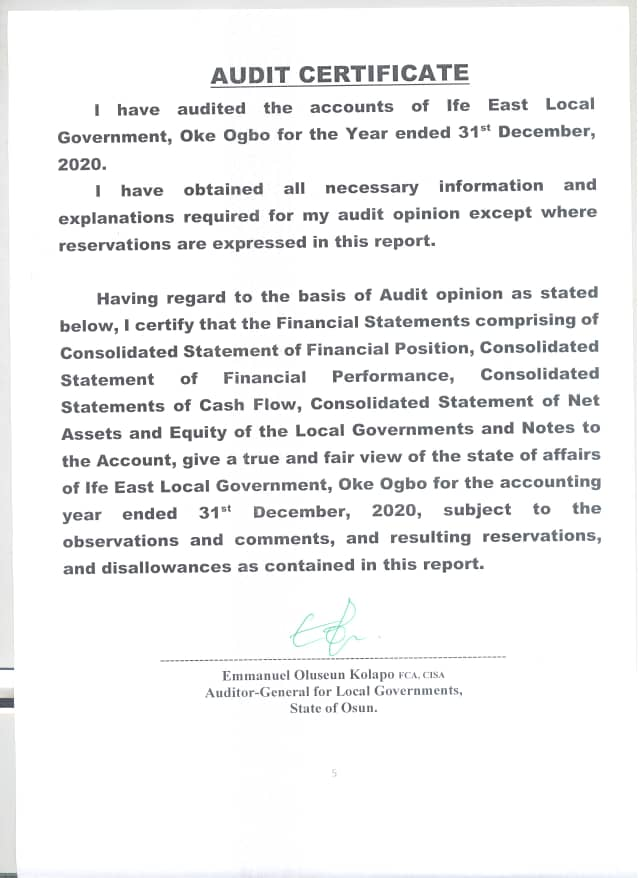 AUDIT CERTIFICATE
I have audited the accounts of Ife East Local
Government, Oke Ogbo for the Year ended 31st December,
2020.
I have obtained all necessary information and
explanations required for my audit opinion except where
reservations are expressed in this report.
Having regard to the basis of Audit opinion as stated
below, I certify that the Financial Statements comprising of
Consolidated Statement of Financial Position, Consolidated
Statement of Financial Performance, Consolidated
Statements of Cash Flow, Consolidated Statement of Net
Assets and Equity of the Local Governments and Notes to
the Account, give a true and fair view of the state of affairs
of Ife East Local Government, Oke Ogbo for the accounting
year ended 31st December, 2020, subject to the
observations and comments, and resulting reservations,
and disallowances as contained in this report.
Emmanuel Oluseun Kolapo FCA, CISA
Auditor-General for Local Governments,
State of Osun.
5